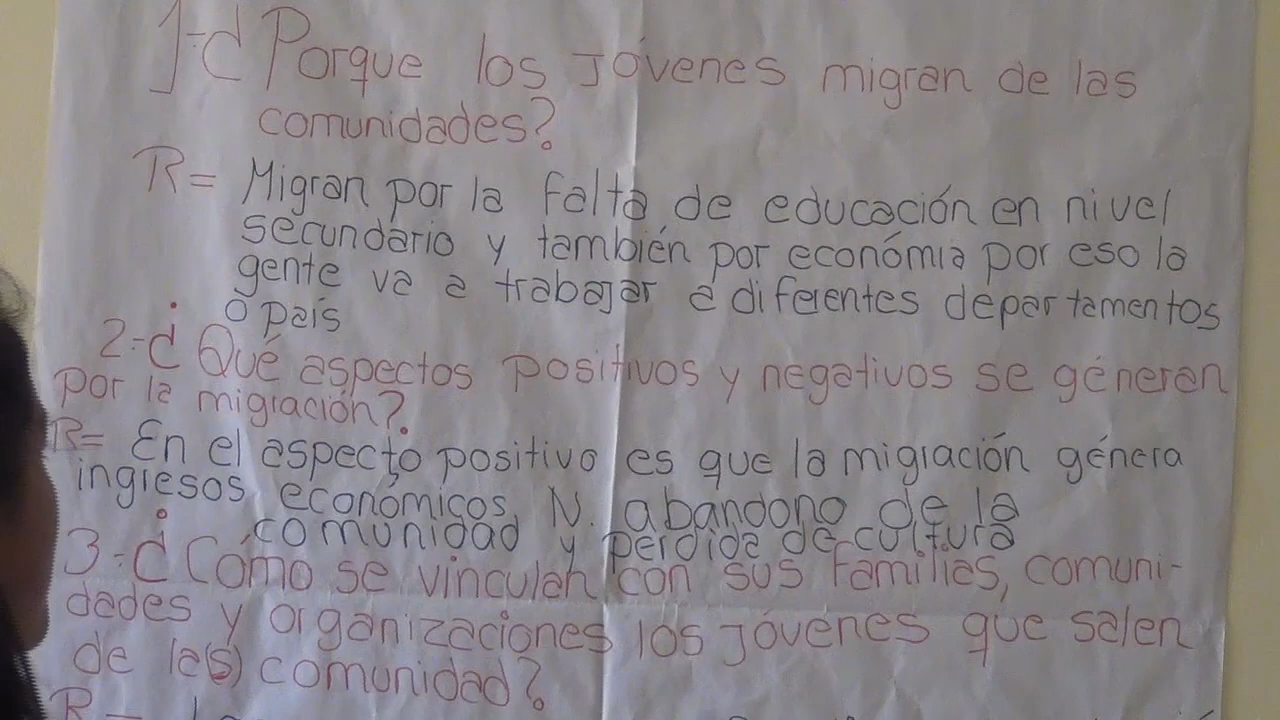 1-¿ Porque los Jóvenes migran de las
comunidades?
R= Migran por la falta de educación en nivel
secundario y también por económia por eso la
gente va a trabajar a diferentes departamentos
o país
2-¿ Qué aspectos positivos y negativos se géneran
por la migración?
R= En el aspecto positivo es que la migración génera
ingresos económicos N. abandono de la
comunidad y perdida de cultura
3-¿ Cómo se vinculan con sus familias, comuni-
dades y organizaciones los jóvenes que salen
de la(s) comunidad?
R=